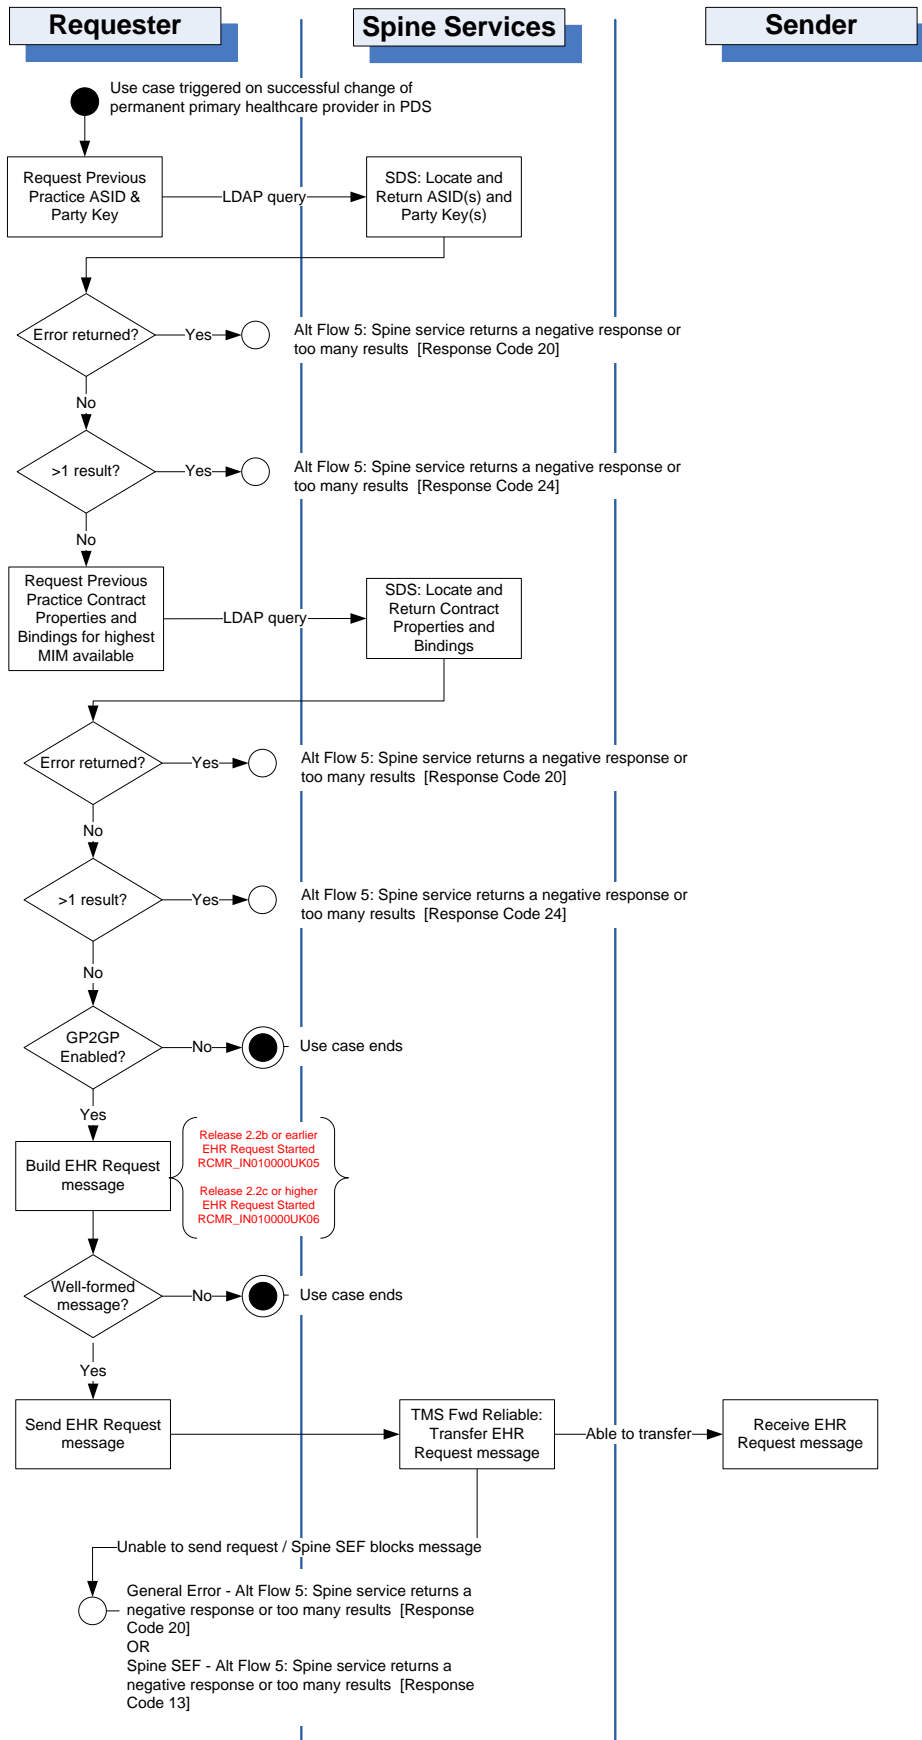 Requester
Spine Services
Sender
Use case triggered on successful change of
permanent primary healthcare provider in PDS
Request Previous
Practice ASID &
Party Key
LDAP query
SDS: Locate and
Return ASID(s) and
Party Key(s)
Error returned?
Yes
Alt Flow 5: Spine service returns a negative response or
too many results  [Response Code 20]
No
>1 result?
Yes
Alt Flow 5: Spine service returns a negative response or
too many results  [Response Code 24]
No
Request Previous
Practice Contract
Properties and
Bindings for highest
MIM available
LDAP query
SDS: Locate and
Return Contract
Properties and
Bindings
Error returned?
Yes
Alt Flow 5: Spine service returns a negative response or
too many results  [Response Code 20]
No
>1 result?
Yes
Alt Flow 5: Spine service returns a negative response or
too many results  [Response Code 24]
No
GP2GP
Enabled?
No
Use case ends
Yes
Build EHR Request
message
Release 2.2b or earlier
EHR Request Started
RCMR_IN010000UK05
Release 2.2c or higher
EHR Request Started
RCMR_IN010000UK06
Well-formed
message?
No
Use case ends
Yes
Send EHR Request
message
TMS Fwd Reliable:
Transfer EHR
Request message
Able to transfer
Receive EHR
Request message
Unable to send request / Spine SEF blocks message
General Error - Alt Flow 5: Spine service returns a
negative response or too many results  [Response
Code 20]
OR
Spine SEF - Alt Flow 5: Spine service returns a
negative response or too many results  [Response
Code 13]